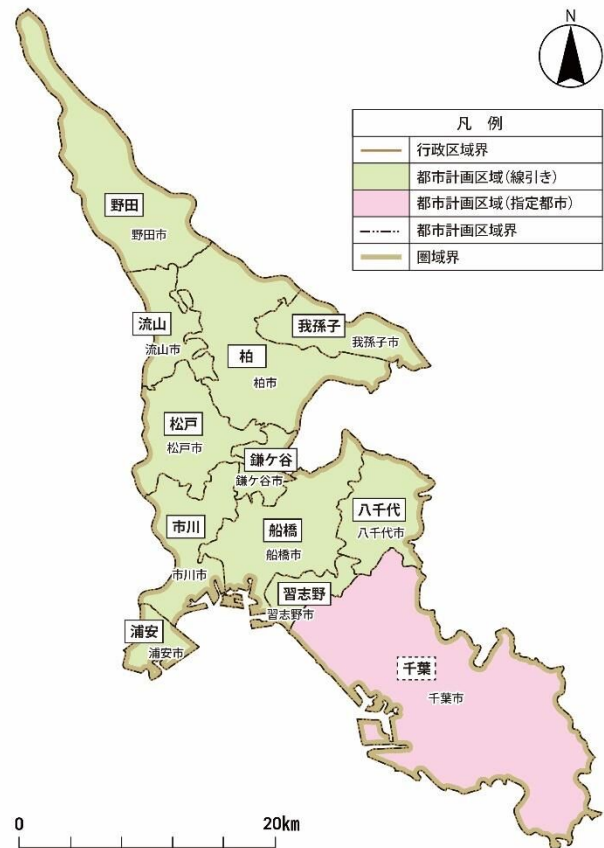 N
凡 例
行政区域界
都市計画区域(線引き)
都市計画区域(指定都市)
都市計画区域界
圏域界
野田
野田市
流山
流山市
我孫子
我孫子市
柏
柏市
松戸
松戸市
鎌ケ谷
鎌ケ谷市
市川
市川市
船橋
船橋市
八千代
八千代市
習志野
習志野市
浦安
浦安市
千葉
千葉市
0 20km